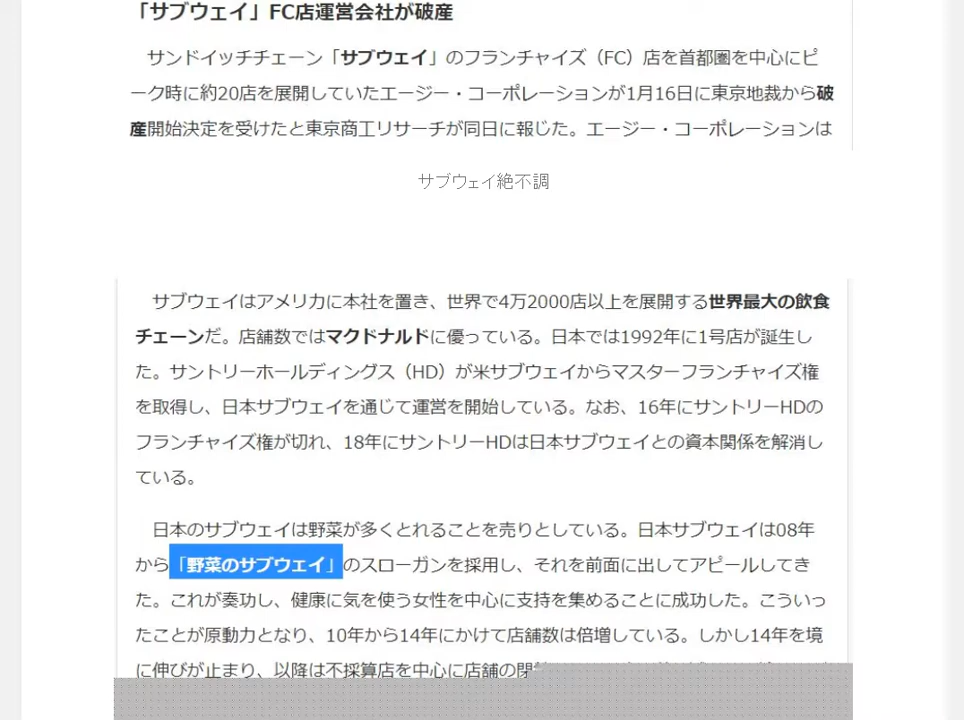 「サブウェイ」FC店運営会社が破産
サンドイッチチェーン「サブウェイ」のフランチャイズ（FC）店を首都圏を中心にピ
ーク時に約20店を展開していたエージー・コーポレーションが1月16日に東京地裁から破
産開始決定を受けたと東京商工リサーチが同日に報じた。エージー・コーポレーションは
サブウェイ絶不調
サブウェイはアメリカに本社を置き、世界で4万2000店以上を展開する世界最大の飲食
チェーンだ。店舗数ではマクドナルドに優っている。日本では1992年に1号店が誕生し
た。サントリーホールディングス（HD）が米サブウェイからマスターフランチャイズ権
を取得し、日本サブウェイを通じて運営を開始している。なお、16年にサントリーHDの
フランチャイズ権が切れ、18年にサントリーHDは日本サブウェイとの資本関係を解消し
ている。
日本のサブウェイは野菜が多くとれることを売りとしている。日本サブウェイは08年
から「野菜のサブウェイ」のスローガンを採用し、それを前面に出してアピールしてき
た。これが奏功し、健康に気を使う女性を中心に支持を集めることに成功した。こういっ
たことが原動力となり、10年から14年にかけて店舗数は倍増している。しかし14年を境
に伸びが止まり、以降は不採算店を中心に店舗の閉